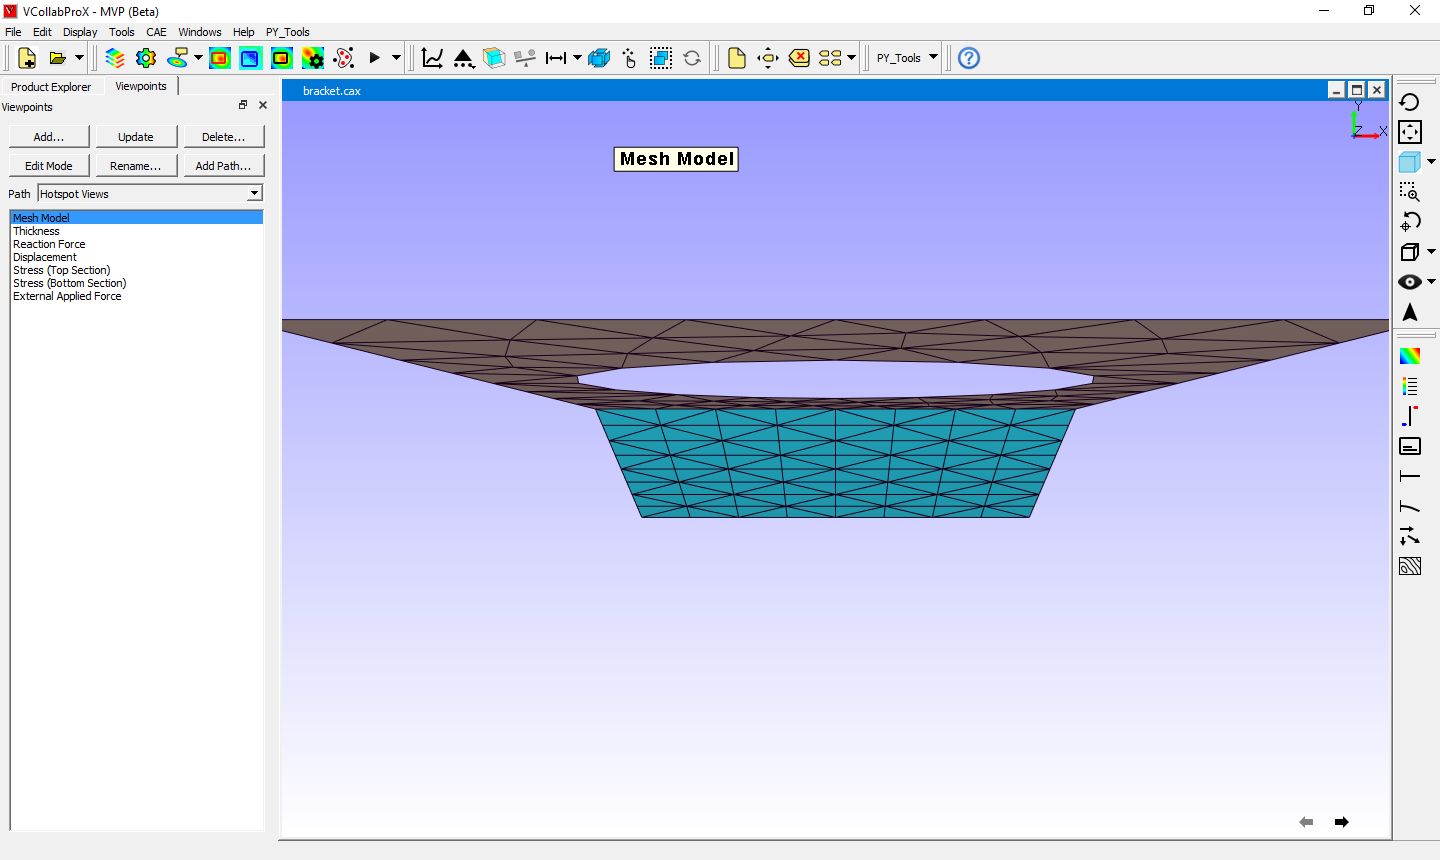 VCollabProX - MVP (Beta)
File Edit Display Tools CAE Windows Help PY_Tools
PY_Tools
Product Explorer Viewpoints
Viewpoints
Add... Update Delete...
Edit Mode Rename... Add Path...
Path Hotspot Views
Mesh Model
Thickness
Reaction Force
Displacement
Stress (Top Section)
Stress (Bottom Section)
External Applied Force
bracket.cax
Y
Z X
Mesh Model